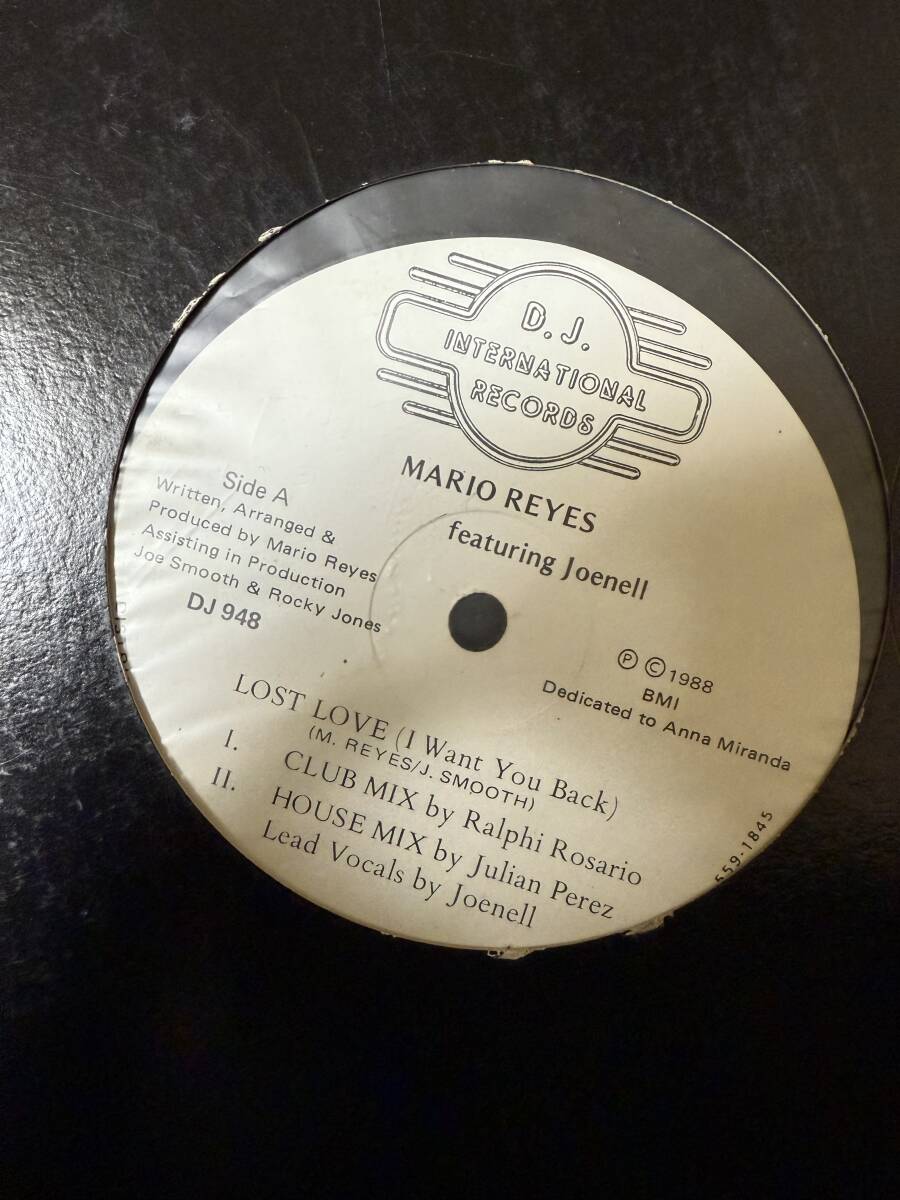 D. J.
INTERNATIONAL
RECORDS
MARIO REYES
featuring Joenell
Side A
Written, Arranged &
Produced by Mario Reyes
Assisting in Production
Joe Smooth & Rocky Jones
DJ 948
℗ © 1988
BMI
Dedicated to Anna Miranda
LOST LOVE (I Want You Back)
(M. REYES/J. SMOOTH)
I. CLUB MIX by Ralphi Rosario
II. HOUSE MIX by Julian Perez
Lead Vocals by Joenell
559-1845